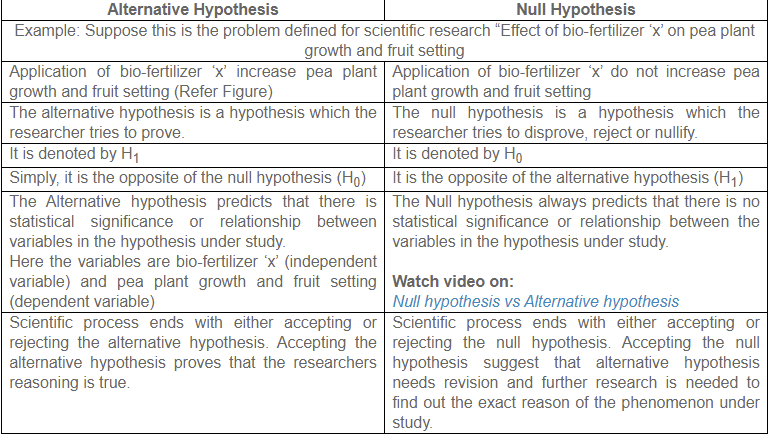 Alternative Hypothesis
Null Hypothesis
Example: Suppose this is the problem defined for scientific research “Effect of bio-fertilizer ‘x’ on pea plant
growth and fruit setting
Application of bio-fertilizer ‘x’ increase pea plant
growth and fruit setting (Refer Figure)
Application of bio-fertilizer ‘x’ do not increase pea
plant growth and fruit setting
The alternative hypothesis is a hypothesis which the
researcher tries to prove.
The null hypothesis is a hypothesis which the
researcher tries to disprove, reject or nullify.
It is denoted by H1
It is denoted by H0
Simply, it is the opposite of the null hypothesis (H0)
It is the opposite of the alternative hypothesis (H1)
The Alternative hypothesis predicts that there is
statistical significance or relationship between
variables in the hypothesis under study.
Here the variables are bio-fertilizer ‘x’ (independent
variable) and pea plant growth and fruit setting
(dependent variable)
The Null hypothesis always predicts that there is no
statistical significance or relationship between the
variables in the hypothesis under study.
Watch video on:
Null hypothesis vs Alternative hypothesis
Scientific process ends with either accepting or
rejecting the alternative hypothesis. Accepting the
alternative hypothesis proves that the researchers
reasoning is true.
Scientific process ends with either accepting or
rejecting the null hypothesis. Accepting the null
hypothesis suggest that alternative hypothesis
needs revision and further research is needed to
find out the exact reason of the phenomenon under
study.